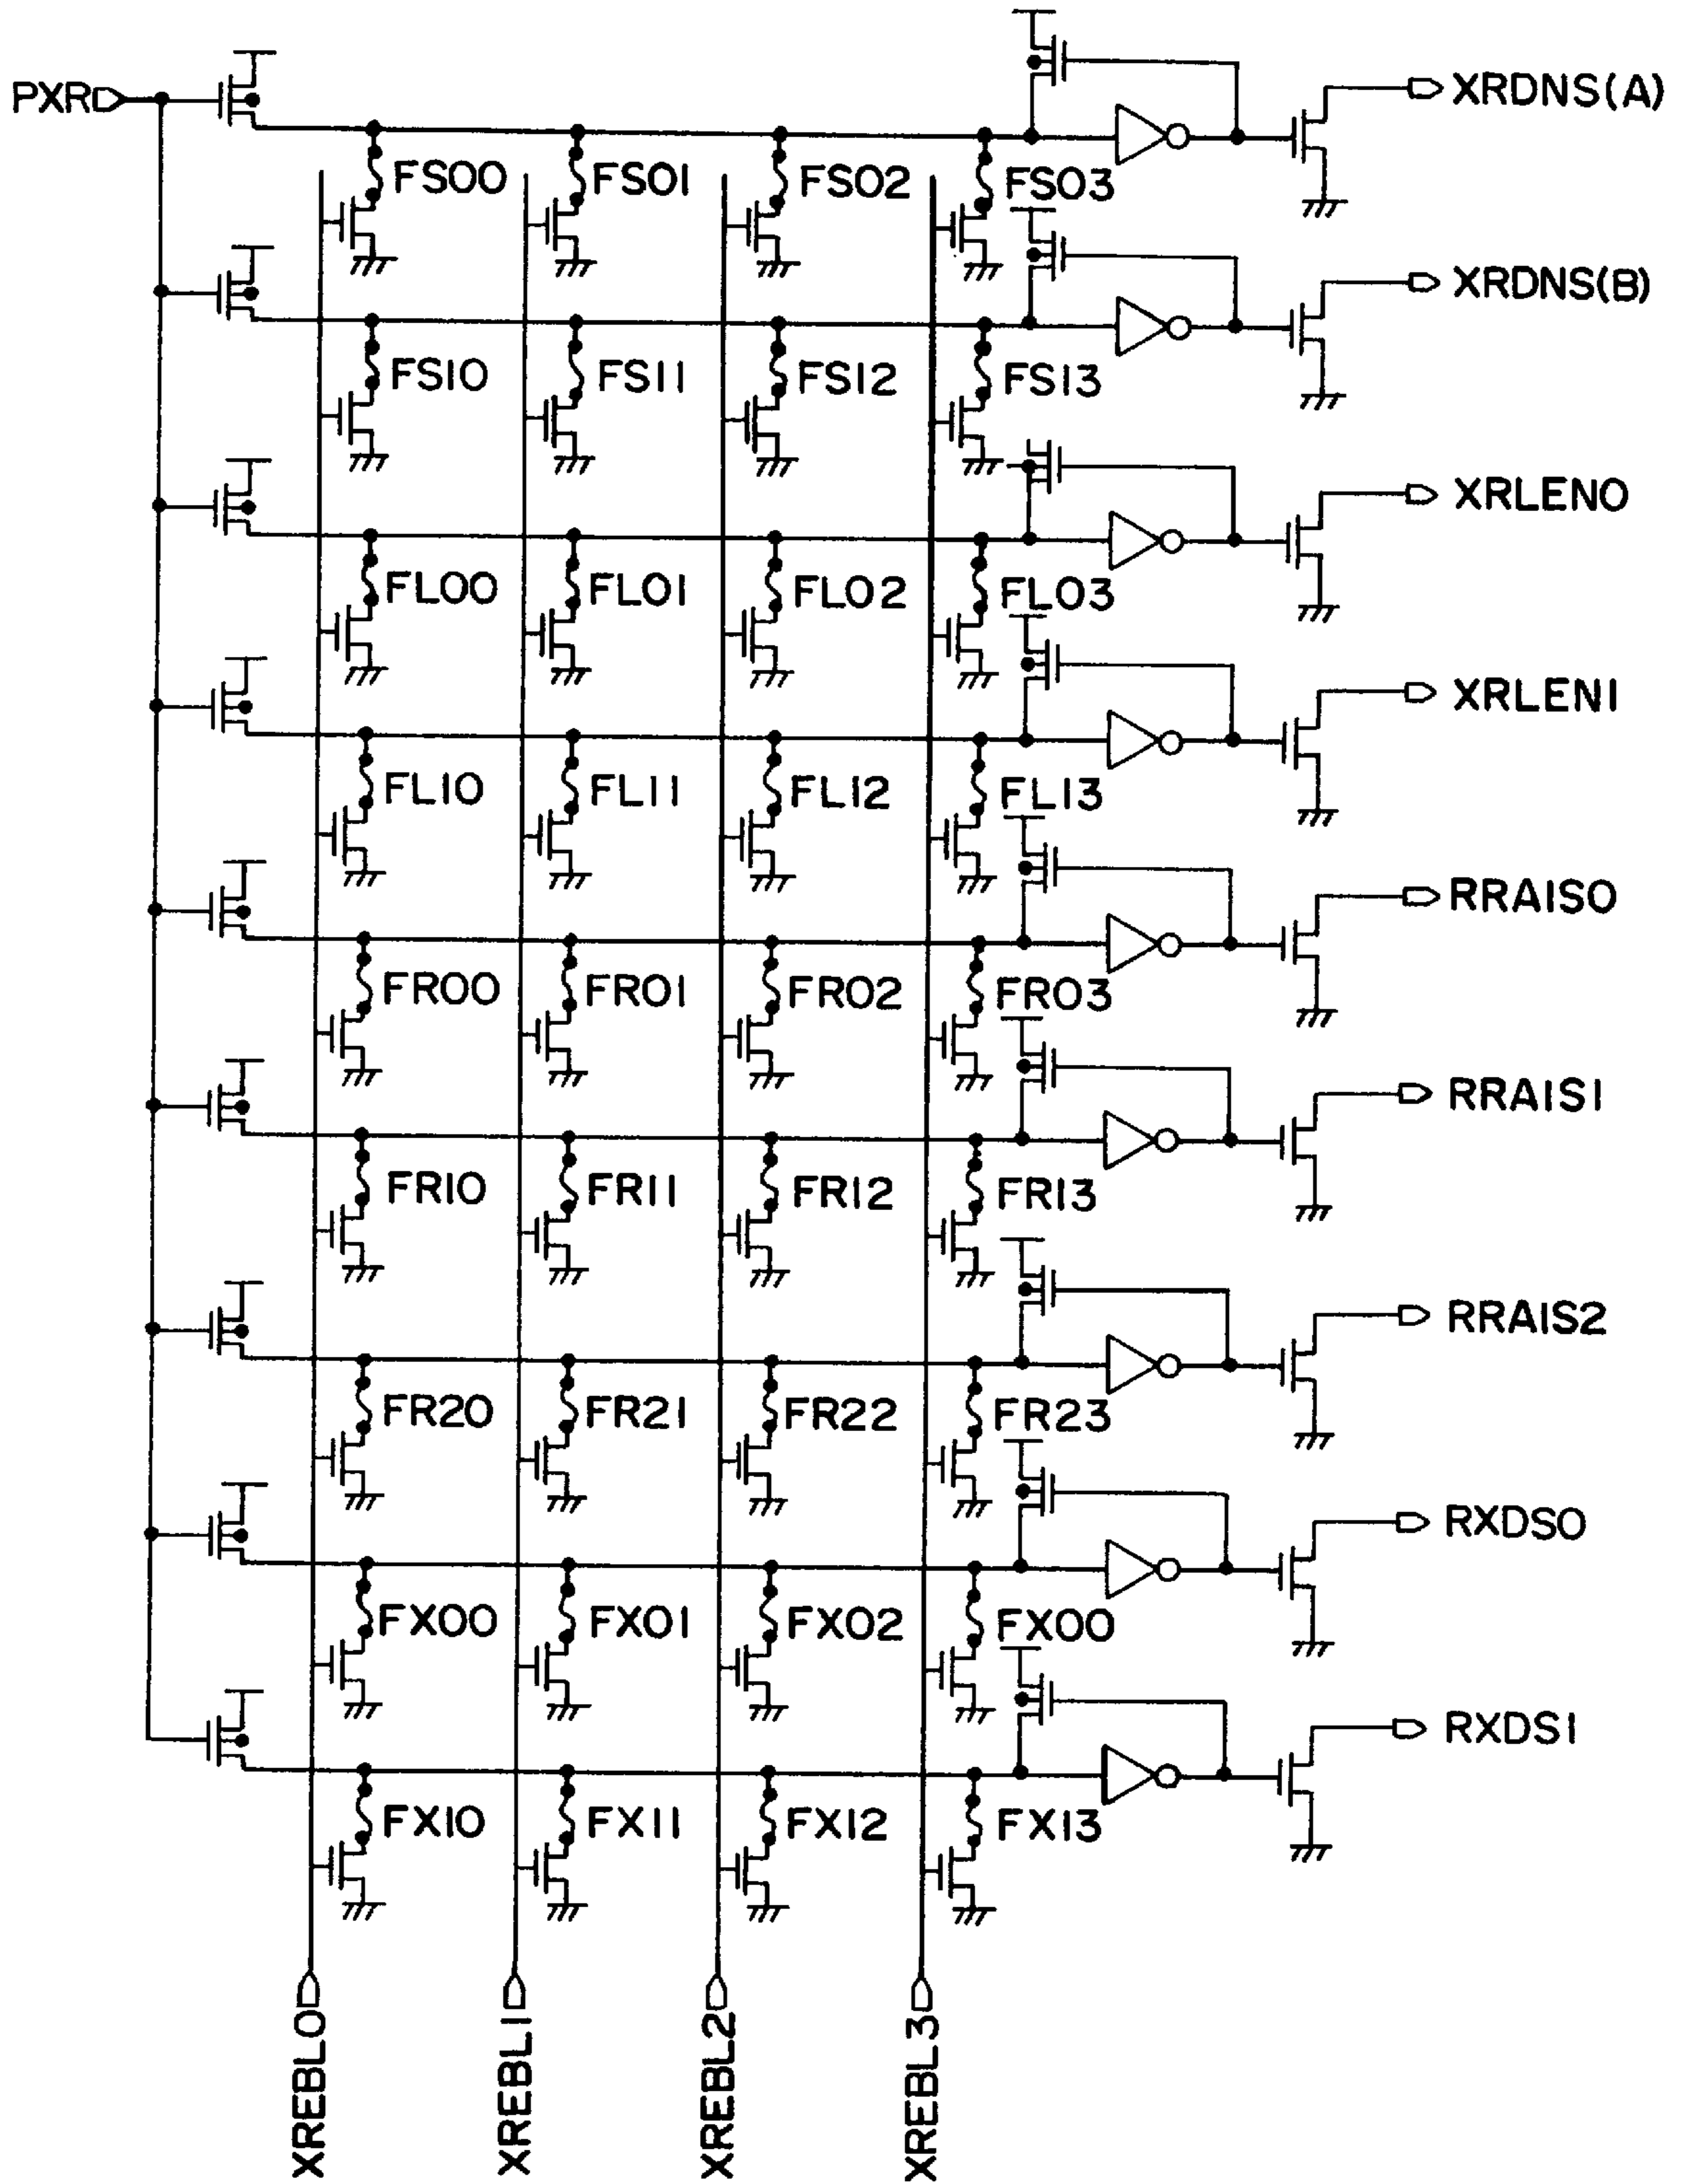 PXR
XRDNS(A)
FS00 FS01 FS02 FS03
XRDNS(B)
FS10 FS11 FS12 FS13
XRLEN0
FL00 FL01 FL02 FL03
XRLEN1
FL10 FL11 FL12 FL13
RRAIS0
FR00 FR01 FR02 FR03
RRAIS1
FR10 FR11 FR12 FR13
RRAIS2
FR20 FR21 FR22 FR23
RXDS0
FX00 FX01 FX02 FX00
RXDS1
FX10 FX11 FX12 FX13
XREBL0
XREBL1
XREBL2
XREBL3